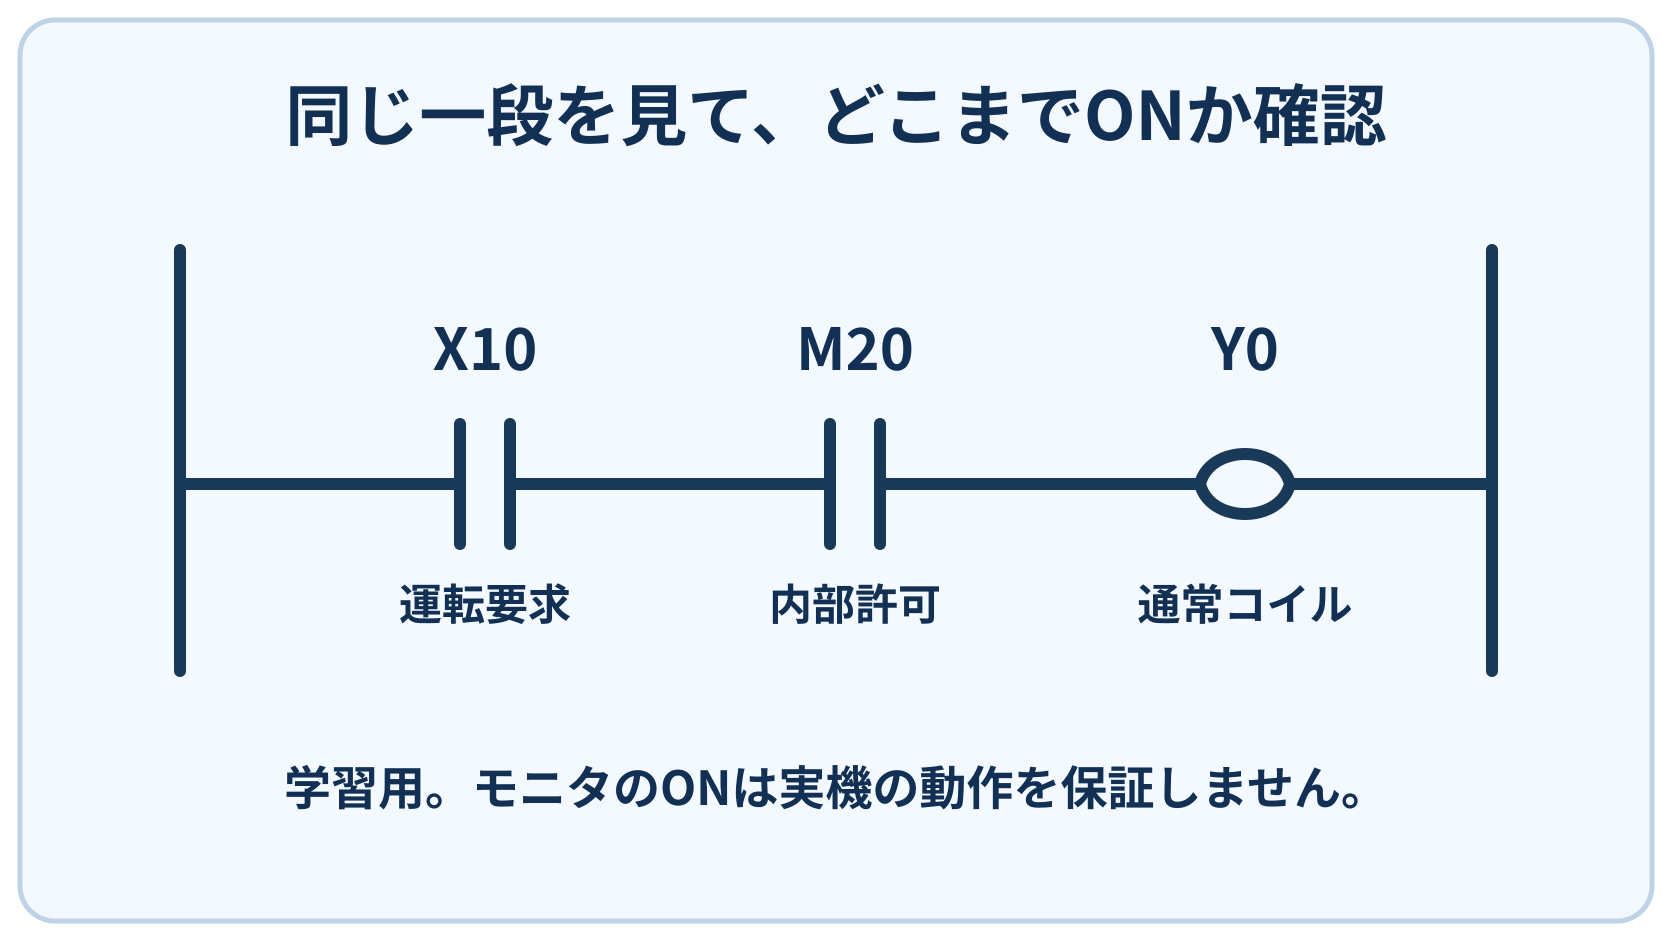 同じ一段を見て、どこまでONか確認
X10 M20 Y0
運転要求 内部許可 通常コイル
学習用。モニタのONは実機の動作を保証しません。